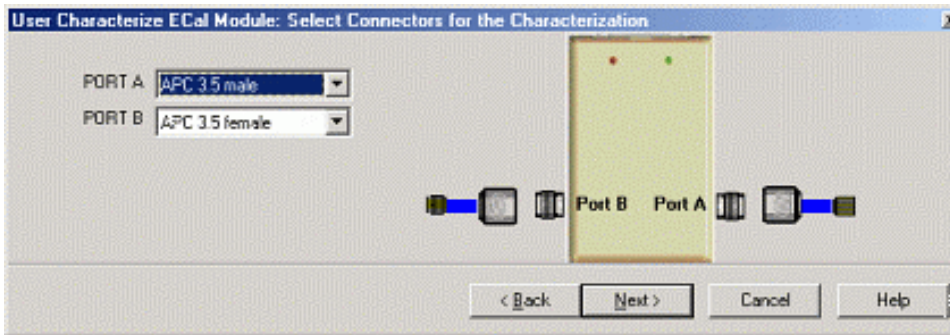 User Characterize ECal Module: Select Connectors for the Characterization
PORT A APC 3.5 male
PORT B APC 3.5 female
Port B Port A
< Back Next > Cancel Help